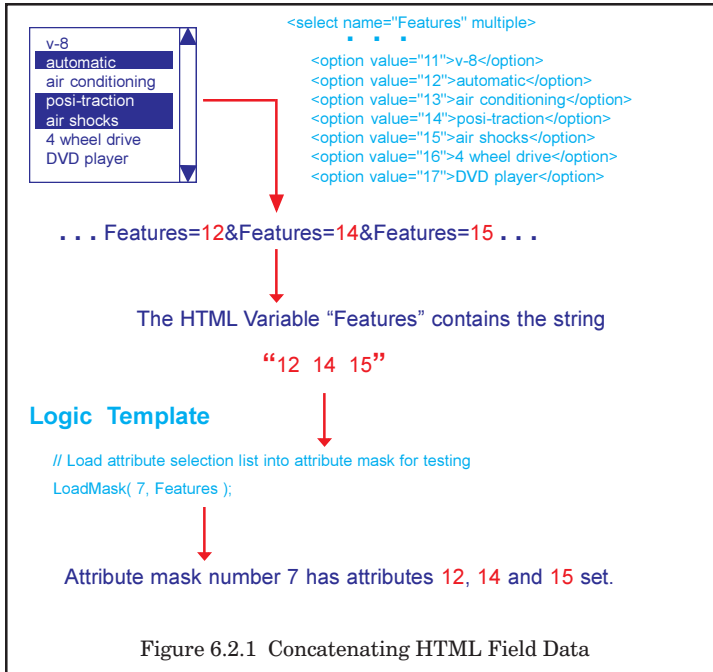 v-8
automatic
air conditioning
posi-traction
air shocks
4 wheel drive
DVD player
<select name="Features" multiple>
. . .
<option value="11">v-8</option>
<option value="12">automatic</option>
<option value="13">air conditioning</option>
<option value="14">posi-traction</option>
<option value="15">air shocks</option>
<option value="16">4 wheel drive</option>
<option value="17">DVD player</option>
. . . Features=12&Features=14&Features=15 . . .
The HTML Variable “Features” contains the string
“12 14 15”
Logic Template
// Load attribute selection list into attribute mask for testing
LoadMask( 7, Features );
Attribute mask number 7 has attributes 12, 14 and 15 set.
Figure 6.2.1 Concatenating HTML Field Data